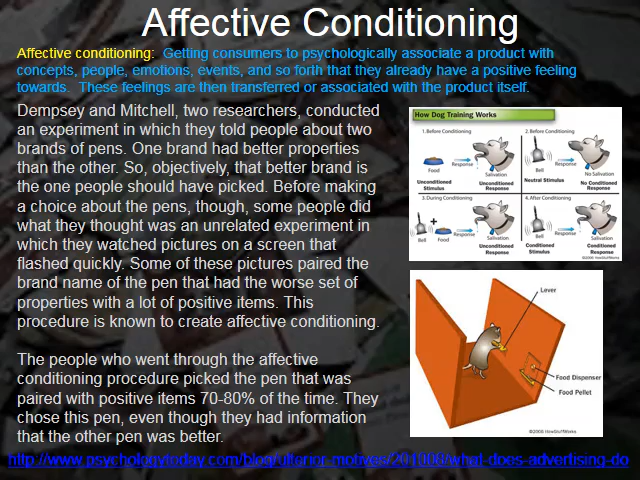 Affective Conditioning
Affective conditioning: Getting consumers to psychologically associate a product with
concepts, people, emotions, events, and so forth that they already have a positive feeling
towards. These feelings are then transferred or associated with the product itself.
Dempsey and Mitchell, two researchers, conducted
an experiment in which they told people about two
brands of pens. One brand had better properties
than the other. So, objectively, that better brand is
the one people should have picked. Before making
a choice about the pens, though, some people did
what they thought was an unrelated experiment in
which they watched pictures on a screen that
flashed quickly. Some of these pictures paired the
brand name of the pen that had the worse set of
properties with a lot of positive items. This
procedure is known to create affective conditioning.
The people who went through the affective
conditioning procedure picked the pen that was
paired with positive items 70-80% of the time. They
chose this pen, even though they had information
that the other pen was better.
How Dog Training Works
1. Before Conditioning
Food
Response
Salivation
Unconditioned
Stimulus
Unconditioned
Response
2. Before Conditioning
Bell
Response
No Salivation
Neutral Stimulus
No Conditioned
Response
3. During Conditioning
Bell
+
Food
Response
Salivation
Unconditioned
Response
4. After Conditioning
Bell
Response
Salivation
Conditioned
Stimulus
Conditioned
Response
©2006 HowStuffWorks
Lever
Food Dispenser
Food Pellet
©2006 HowStuffWorks
http://www.psychologytoday.com/blog/ulterior-motives/201008/what-does-advertising-do